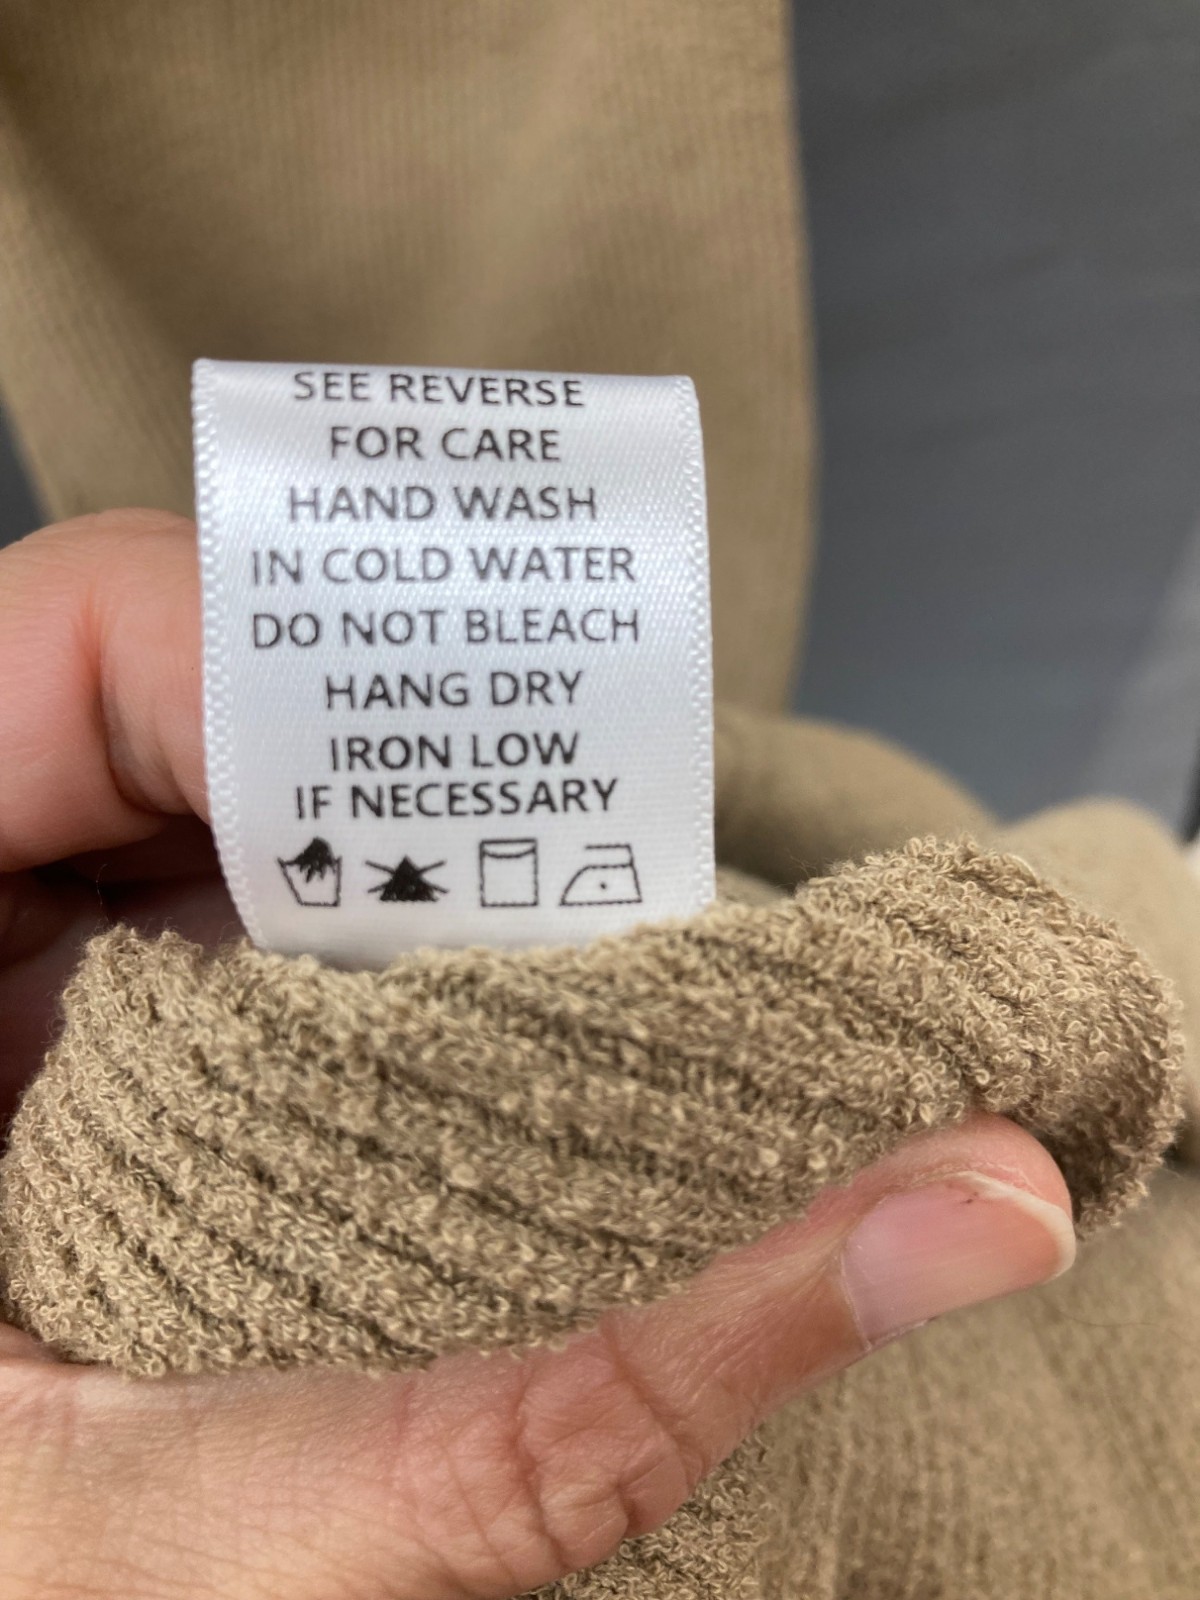 SEE REVERSE
FOR CARE
HAND WASH
IN COLD WATER
DO NOT BLEACH
HANG DRY
IRON LOW
IF NECESSARY